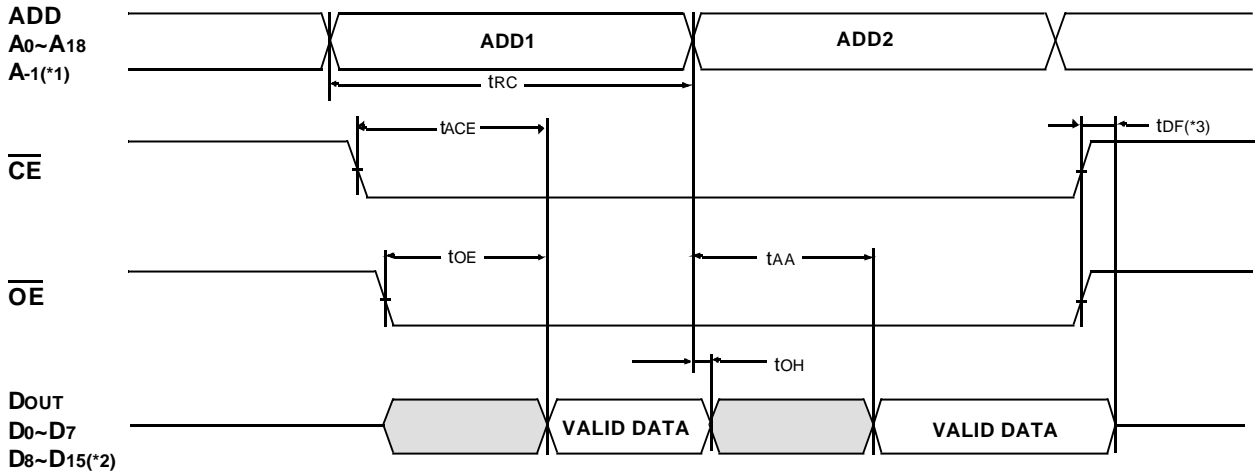 ADD
A0~A18
A-1(*1)
ADD1
ADD2
tRC
tACE
tDF(*3)
CE
tOE
tAA
OE
tOH
DOUT
D0~D7
D8~D15(*2)
VALID DATA
VALID DATA